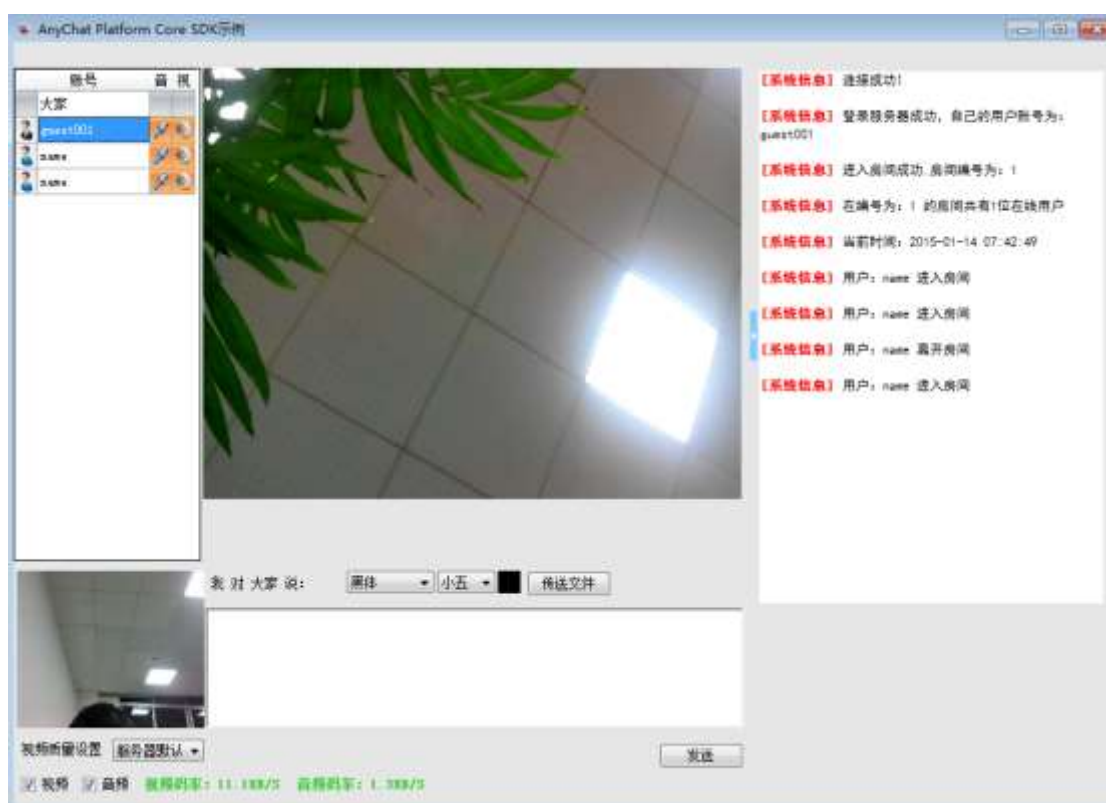 AnyChat Platform Core SDK示例
账号 音 视
大家
guest001
name
name
【系统信息】 连接成功!
【系统信息】 登录服务器成功, 自己的用户账号为:
guest001
【系统信息】 进入房间成功 房间编号为: 1
【系统信息】 在编号为: 1 的房间共有1位在线用户
【系统信息】 当前时间: 2015-01-14 07:42:49
【系统信息】 用户: name 进入房间
【系统信息】 用户: name 进入房间
【系统信息】 用户: name 离开房间
【系统信息】 用户: name 进入房间
我 对 大家 说: 黑体 小五 传送文件
视频质量设置 服务器默认 发送
视频 音频 视频码率: 音频码率: